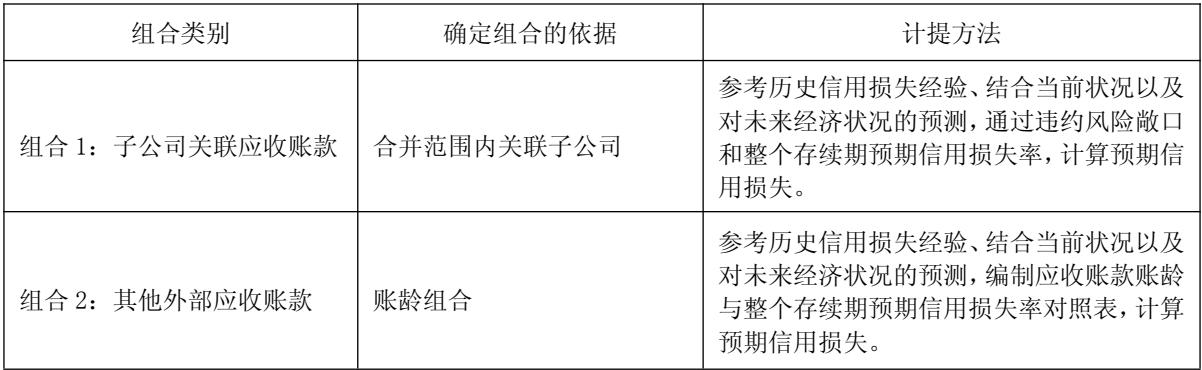 组合类别
确定组合的依据
计提方法
组合 1：子公司关联应收账款
合并范围内关联子公司
参考历史信用损失经验、结合当前状况以及
对未来经济状况的预测，通过违约风险敞口
和整个存续期预期信用损失率，计算预期信
用损失。
组合 2：其他外部应收账款
账龄组合
参考历史信用损失经验、结合当前状况以及
对未来经济状况的预测，编制应收账款账龄
与整个存续期预期信用损失率对照表，计算
预期信用损失。